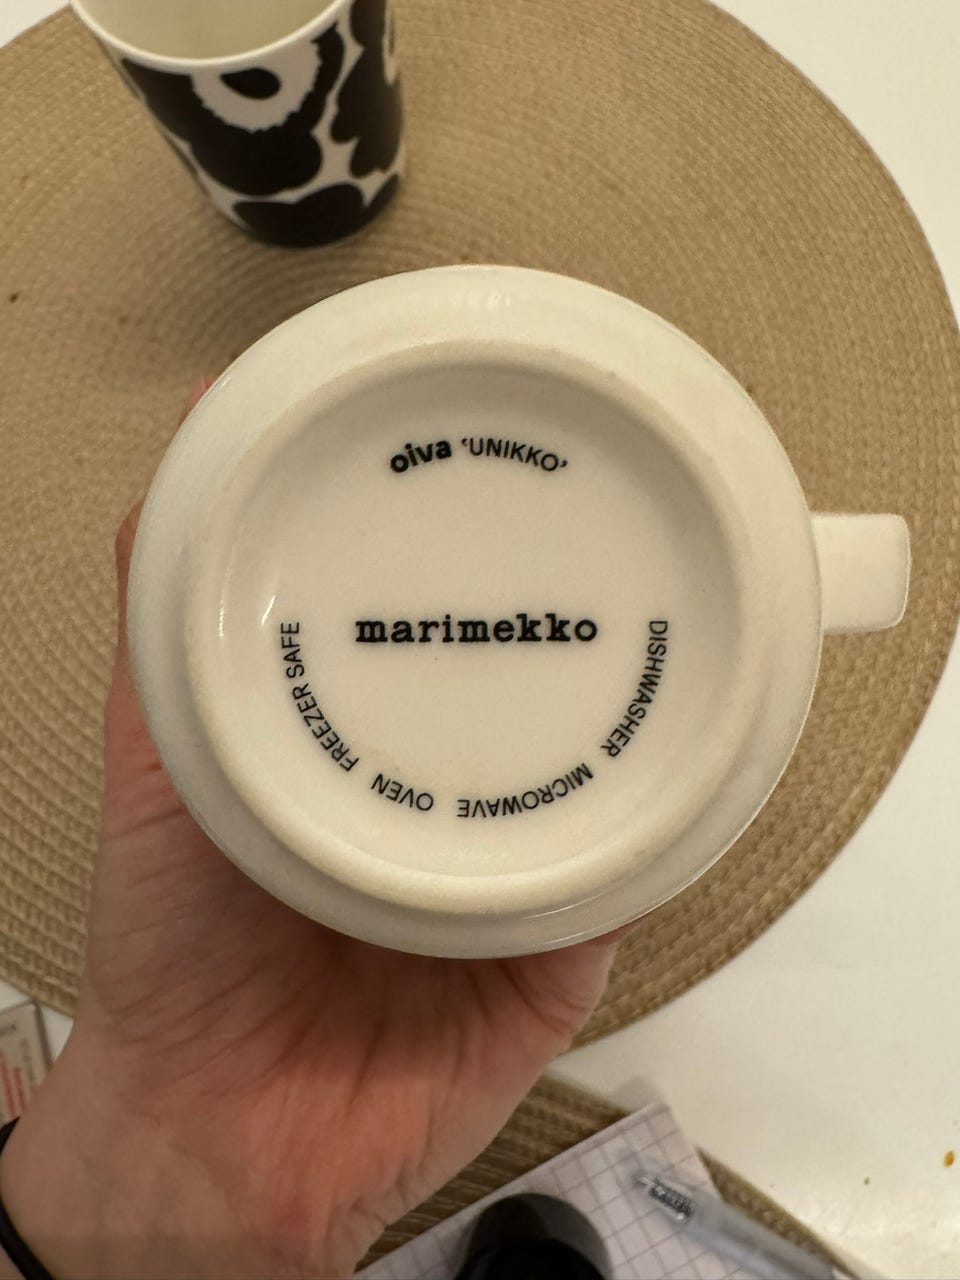 oiva ‘UNIKKO’
marimekko
DISHWASHER MICROWAVE OVEN FREEZER SAFE